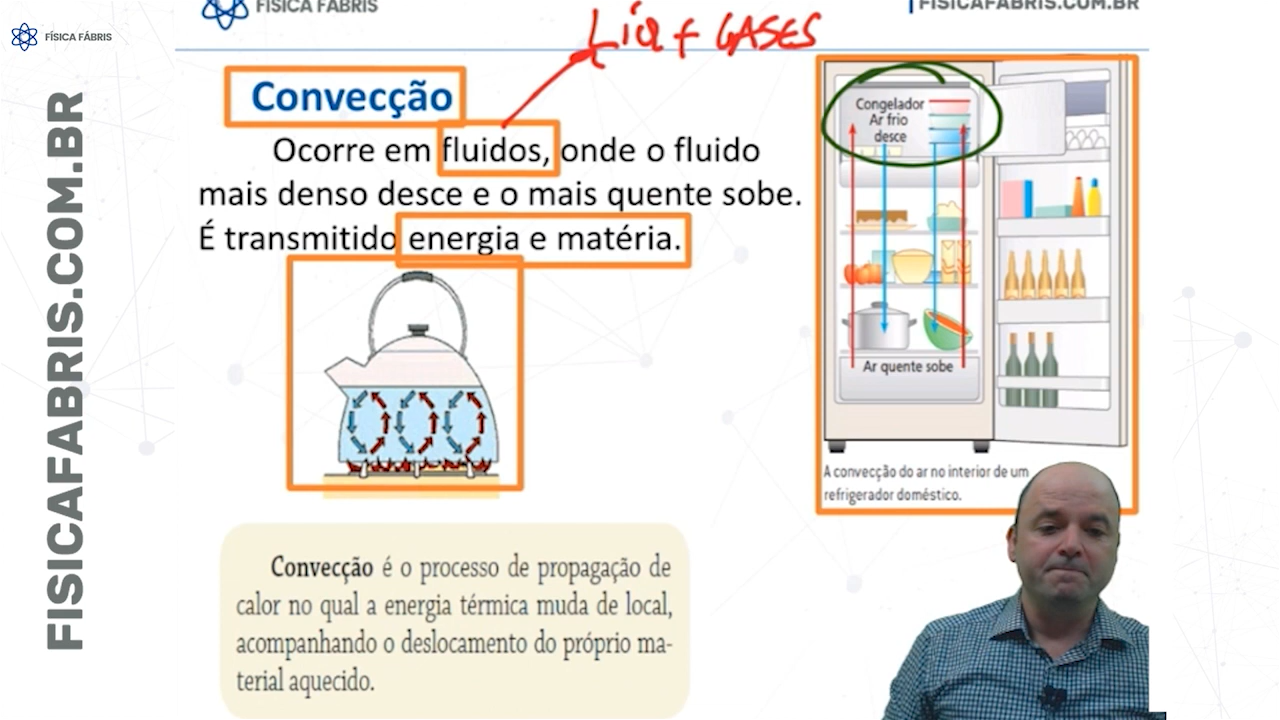 FÍSICA FÁBRIS
FISICAFABRIS.COM.BR
LIQ + GASES
FÍSICA FÁBRIS
FISICAFABRIS.COM.BR
Convecção
Ocorre em fluidos, onde o fluido
mais denso desce e o mais quente sobe.
É transmitido energia e matéria.
Congelador
Ar frio
desce
Ar quente sobe
A convecção do ar no interior de um
refrigerador doméstico.
Convecção é o processo de propagação de
calor no qual a energia térmica muda de local,
acompanhando o deslocamento do próprio ma-
terial aquecido.